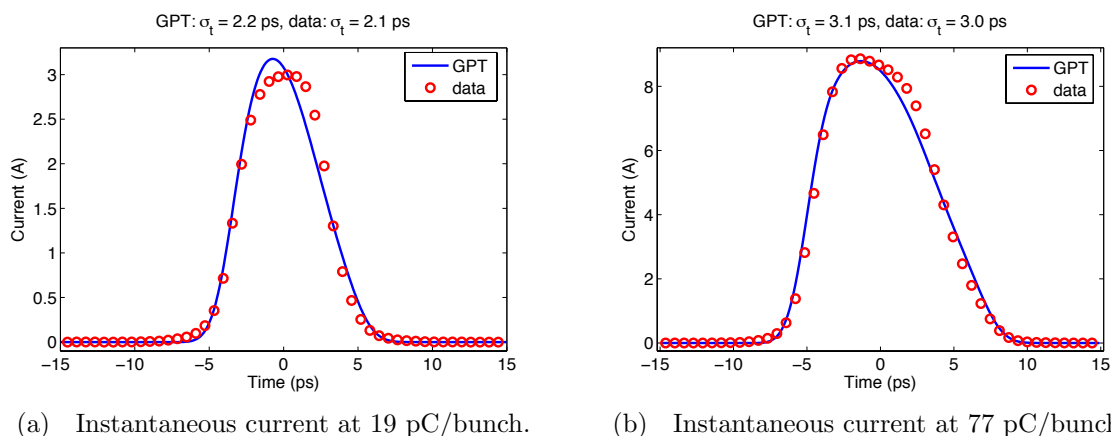 GPT: σt = 2.2 ps, data: σt = 2.1 ps
3
2.5
2
1.5
1
0.5
0
Current (A)
GPT
data
−15 −10 −5 0 5 10 15
Time (ps)
(a) Instantaneous current at 19 pC/bunch.
GPT: σt = 3.1 ps, data: σt = 3.0 ps
8
6
4
2
0
Current (A)
GPT
data
−15 −10 −5 0 5 10 15
Time (ps)
(b) Instantaneous current at 77 pC/bunch